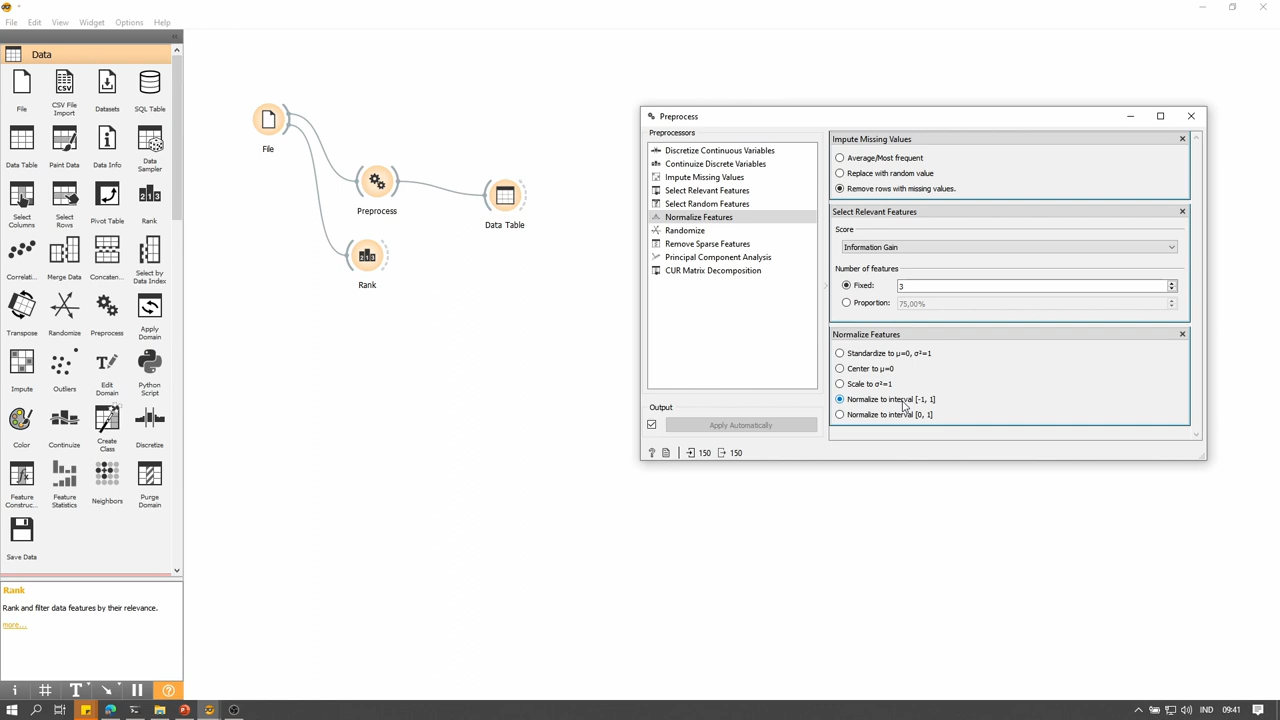 File Edit View Widget Options Help
Data
File
CSV File
Import
Datasets
SQL Table
Data Table
Paint Data
Data Info
Data
Sampler
Select
Columns
Select
Rows
Pivot Table
Rank
Correlati...
Merge Data
Concaten...
Select by
Data Index
Transpose
Randomize
Preprocess
Apply
Domain
Impute
Outliers
Edit
Domain
Python
Script
Color
Continuize
Create
Class
Discretize
Feature
Construc...
Feature
Statistics
Neighbors
Purge
Domain
Save Data
Rank
Rank and filter data features by their relevance.
more...
File
Preprocess
Data Table
Rank
Preprocess
Preprocessors
Discretize Continuous Variables
Continuize Discrete Variables
Impute Missing Values
Select Relevant Features
Select Random Features
Normalize Features
Randomize
Remove Sparse Features
Principal Component Analysis
CUR Matrix Decomposition
Output
Apply Automatically
150 150
Impute Missing Values
Average/Most frequent
Replace with random value
Remove rows with missing values.
Select Relevant Features
Score
Information Gain
Number of features
Fixed: 3
Proportion: 75,00%
Normalize Features
Standardize to μ=0, σ²=1
Center to μ=0
Scale to σ²=1
Normalize to interval [-1, 1]
Normalize to interval [0, 1]
IND 09:41